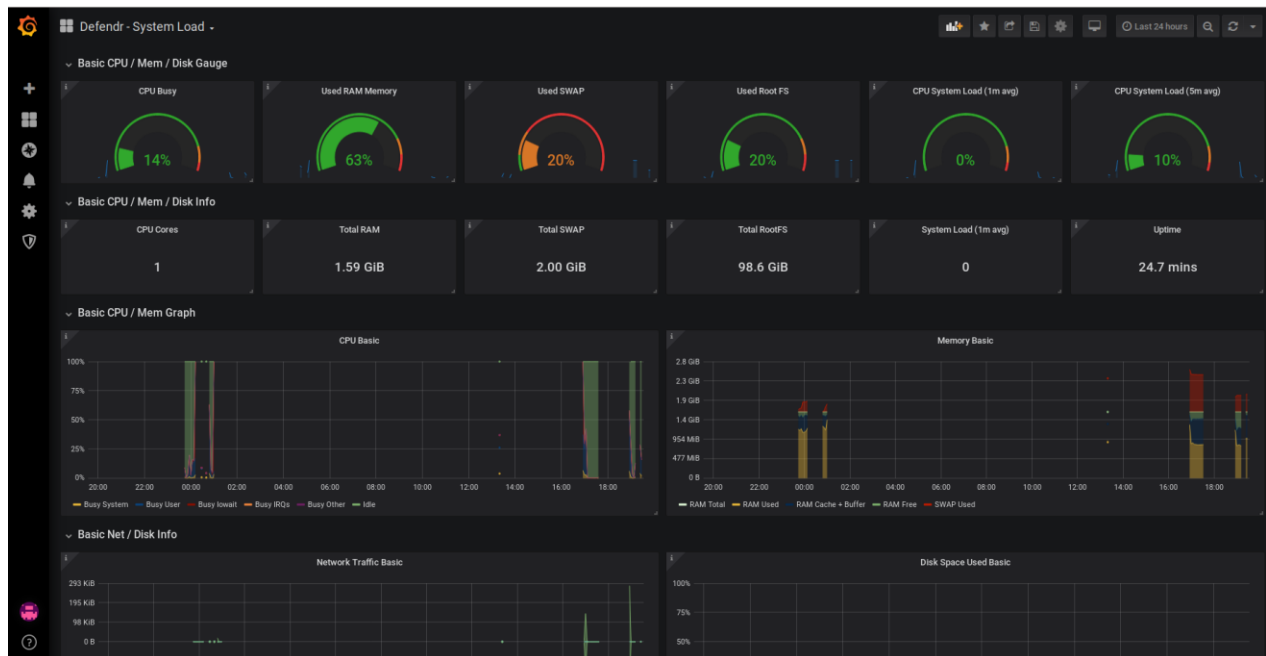 Defendr - System Load
Last 24 hours
Basic CPU / Mem / Disk Gauge
CPU Busy
Used RAM Memory
Used SWAP
Used Root FS
CPU System Load (1m avg)
CPU System Load (5m avg)
14%
63%
20%
20%
0%
10%
Basic CPU / Mem / Disk Info
CPU Cores
Total RAM
Total SWAP
Total RootFS
System Load (1m avg)
Uptime
1
1.59 GiB
2.00 GiB
98.6 GiB
0
24.7 mins
Basic CPU / Mem Graph
CPU Basic
100%
75%
50%
25%
0%
20:00 22:00 00:00 02:00 04:00 06:00 08:00 10:00 12:00 14:00 16:00 18:00
Busy System Busy User Busy Iowait Busy IRQs Busy Other Idle
Memory Basic
2.8 GiB
2.3 GiB
1.9 GiB
1.4 GiB
954 MiB
477 MiB
0 B
20:00 22:00 00:00 02:00 04:00 06:00 08:00 10:00 12:00 14:00 16:00 18:00
RAM Total RAM Used RAM Cache + Buffer RAM Free SWAP Used
Basic Net / Disk Info
Network Traffic Basic
293 KiB
195 KiB
98 KiB
0 B
Disk Space Used Basic
100%
75%
50%